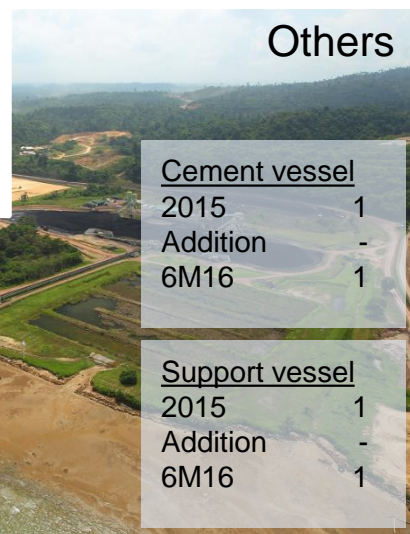 Others
Cement vessel
2015 1
Addition -
6M16 1
Support vessel
2015 1
Addition -
6M16 1